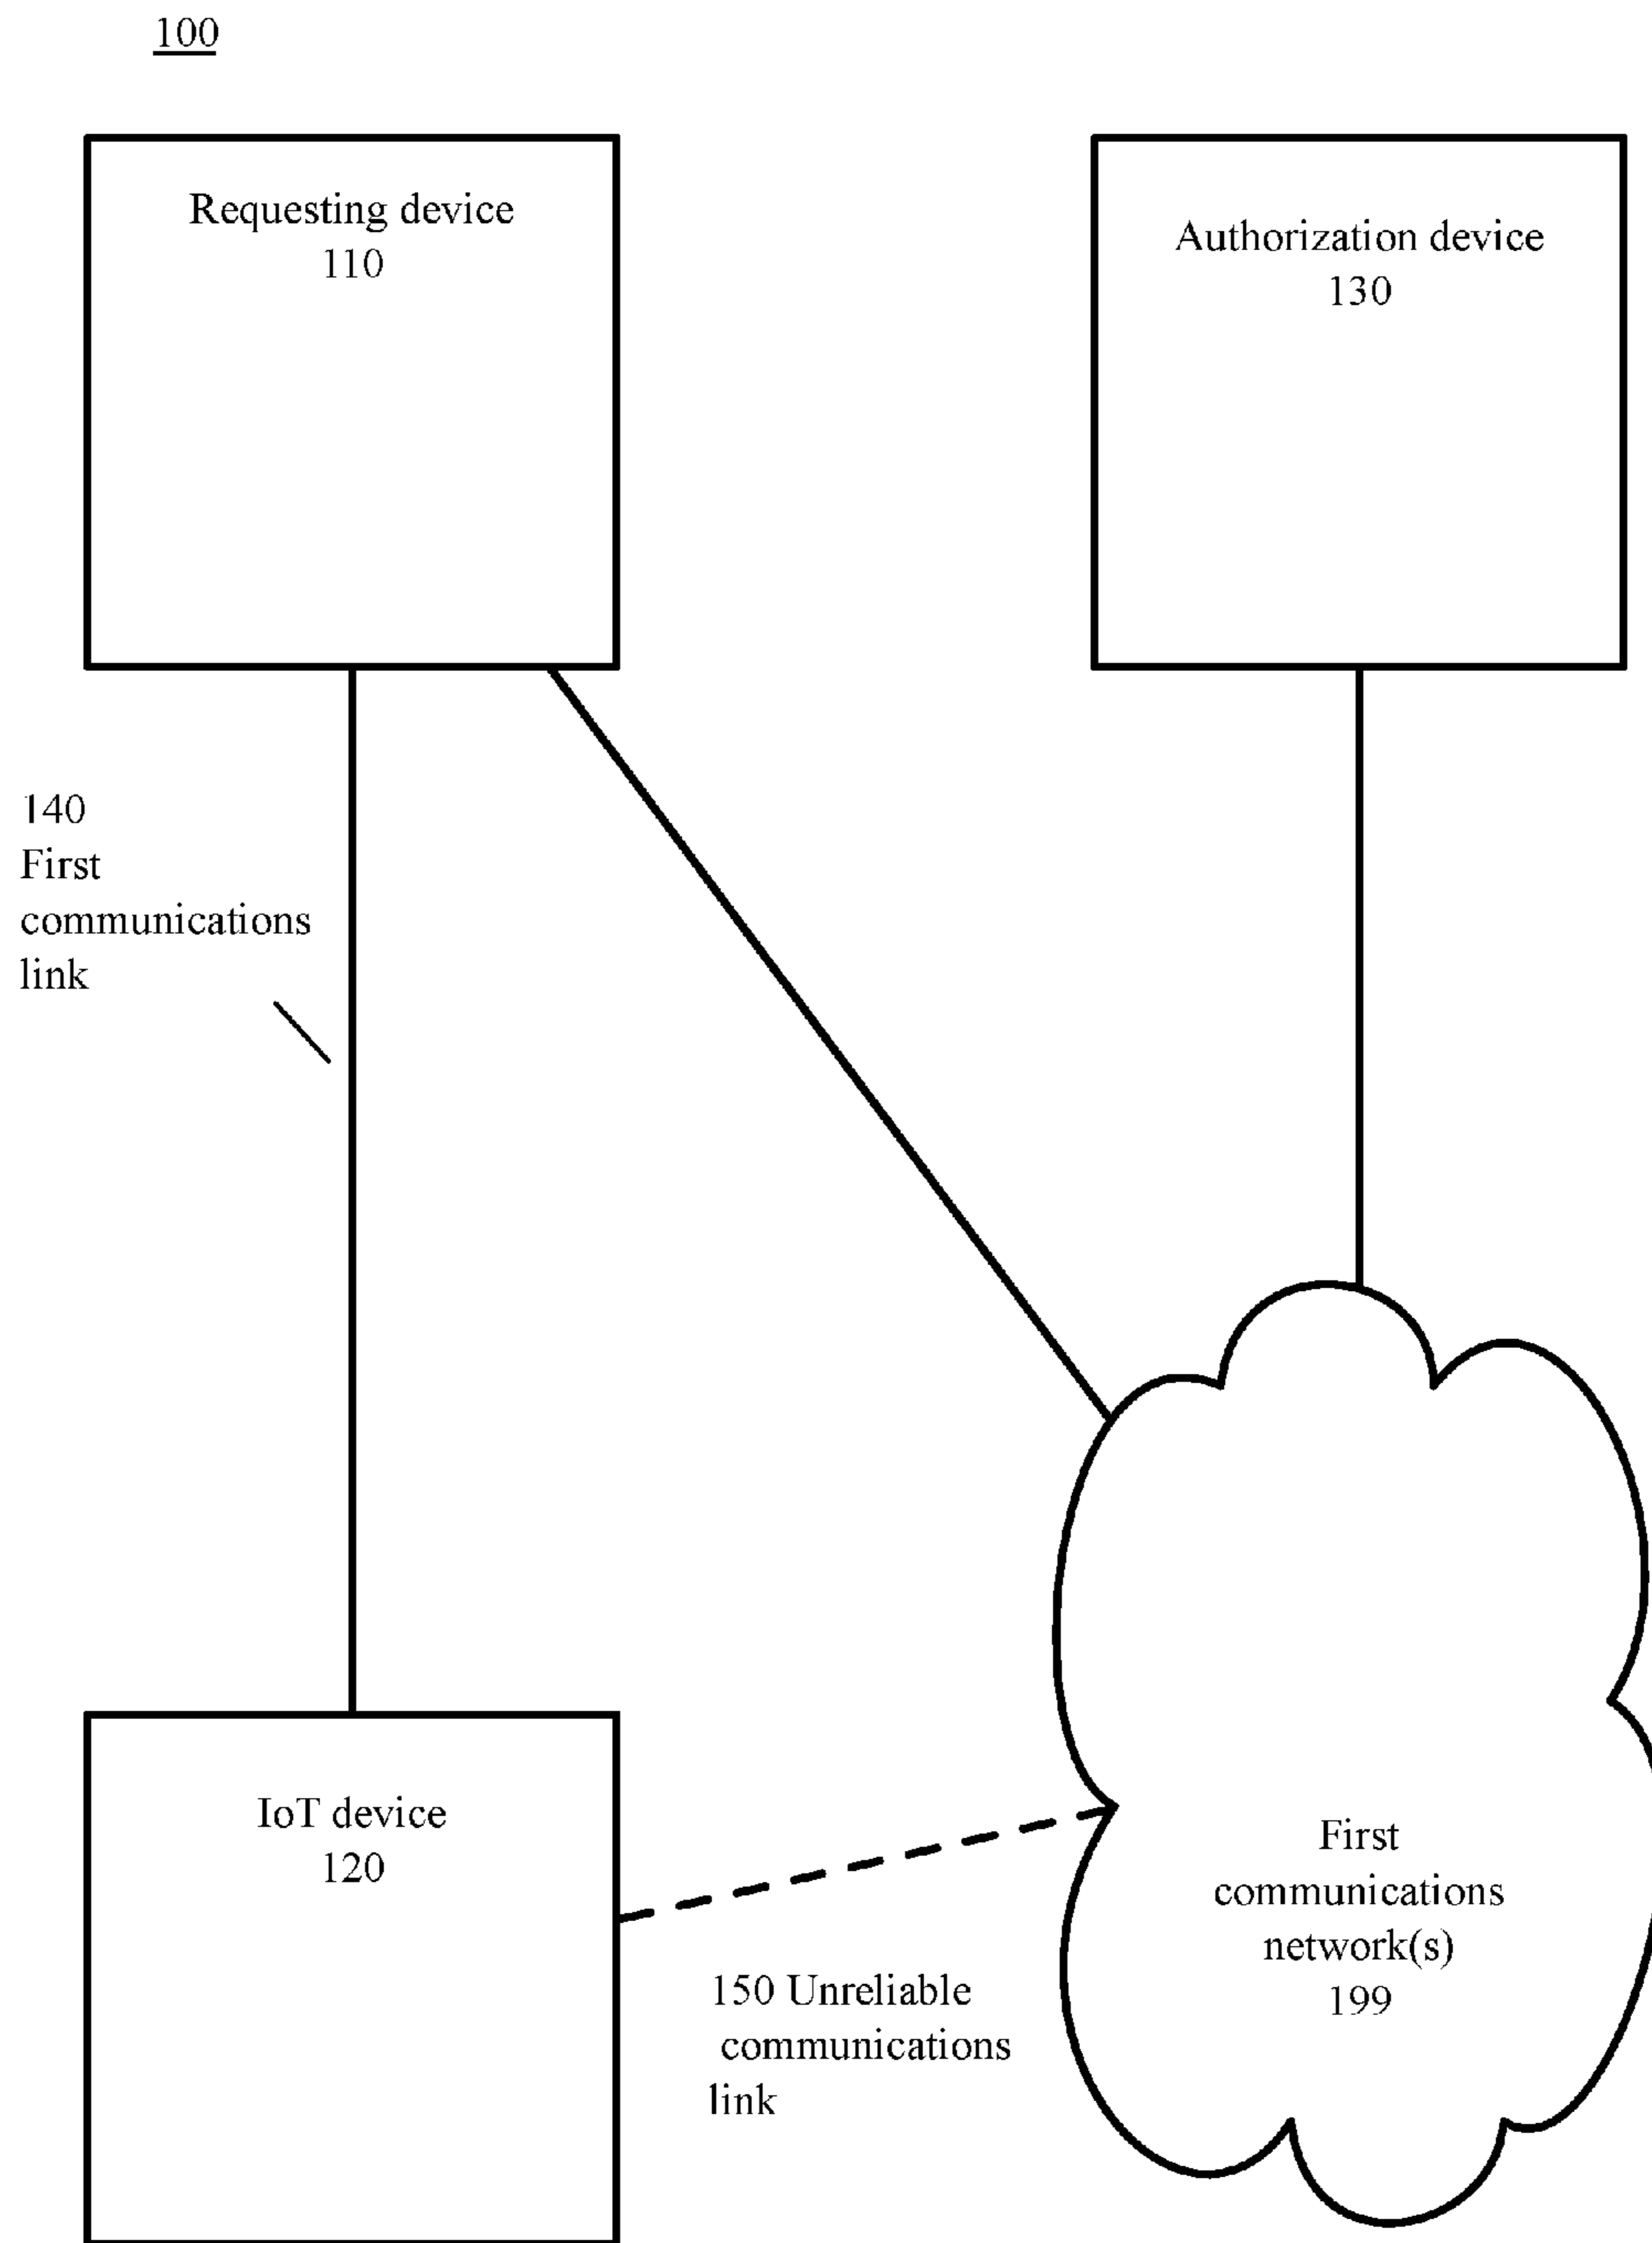 100
Requesting device
110
Authorization device
130
140
First
communications
link
IoT device
120
150 Unreliable
communications
link
First
communications
network(s)
199